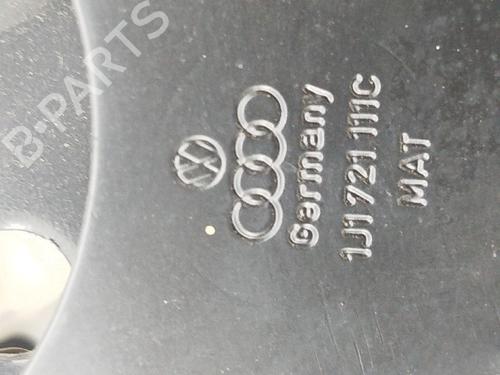 B-PARTS
Germany
1J1 721 111C
MAT